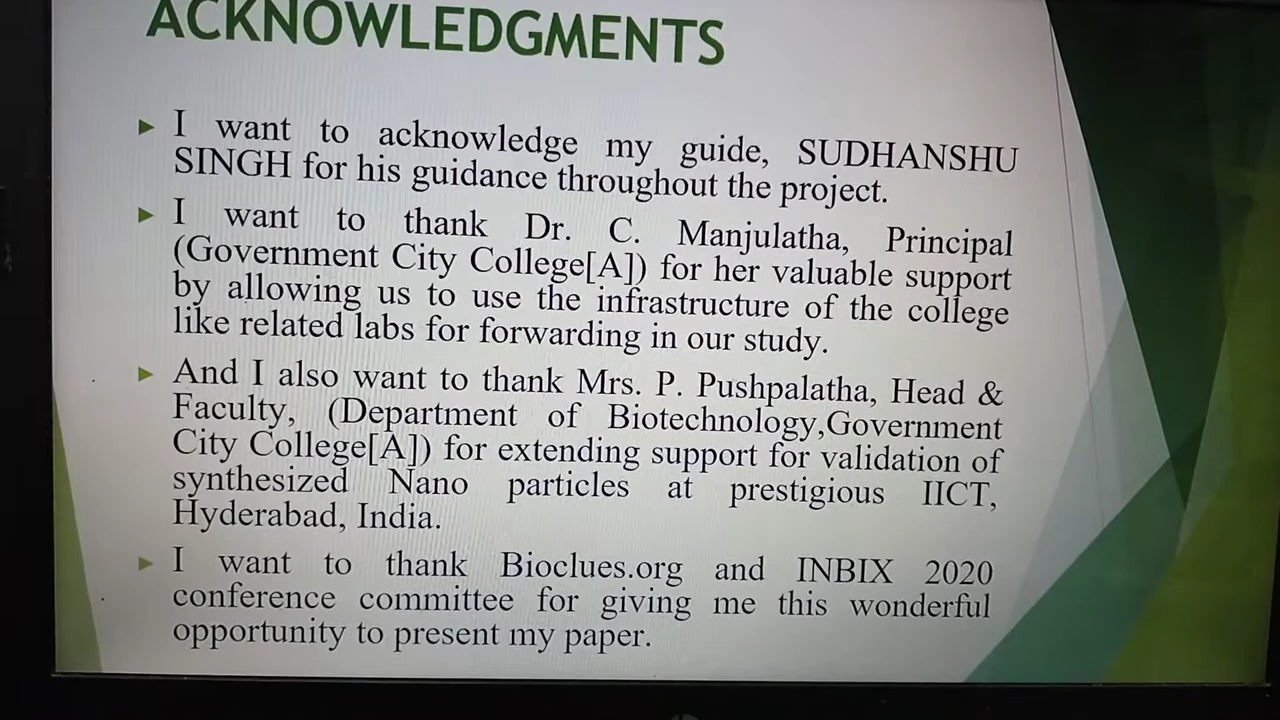 ACKNOWLEDGMENTS
I want to acknowledge my guide, SUDHANSHU
SINGH for his guidance throughout the project.
I want to thank Dr. C. Manjulatha, Principal
(Government City College[A]) for her valuable support
by allowing us to use the infrastructure of the college
like related labs for forwarding in our study.
And I also want to thank Mrs. P. Pushpalatha, Head &
Faculty, (Department of Biotechnology,Government
City College[A]) for extending support for validation of
synthesized Nano particles at prestigious IICT,
Hyderabad, India.
I want to thank Bioclues.org and INBIX 2020
conference committee for giving me this wonderful
opportunity to present my paper.